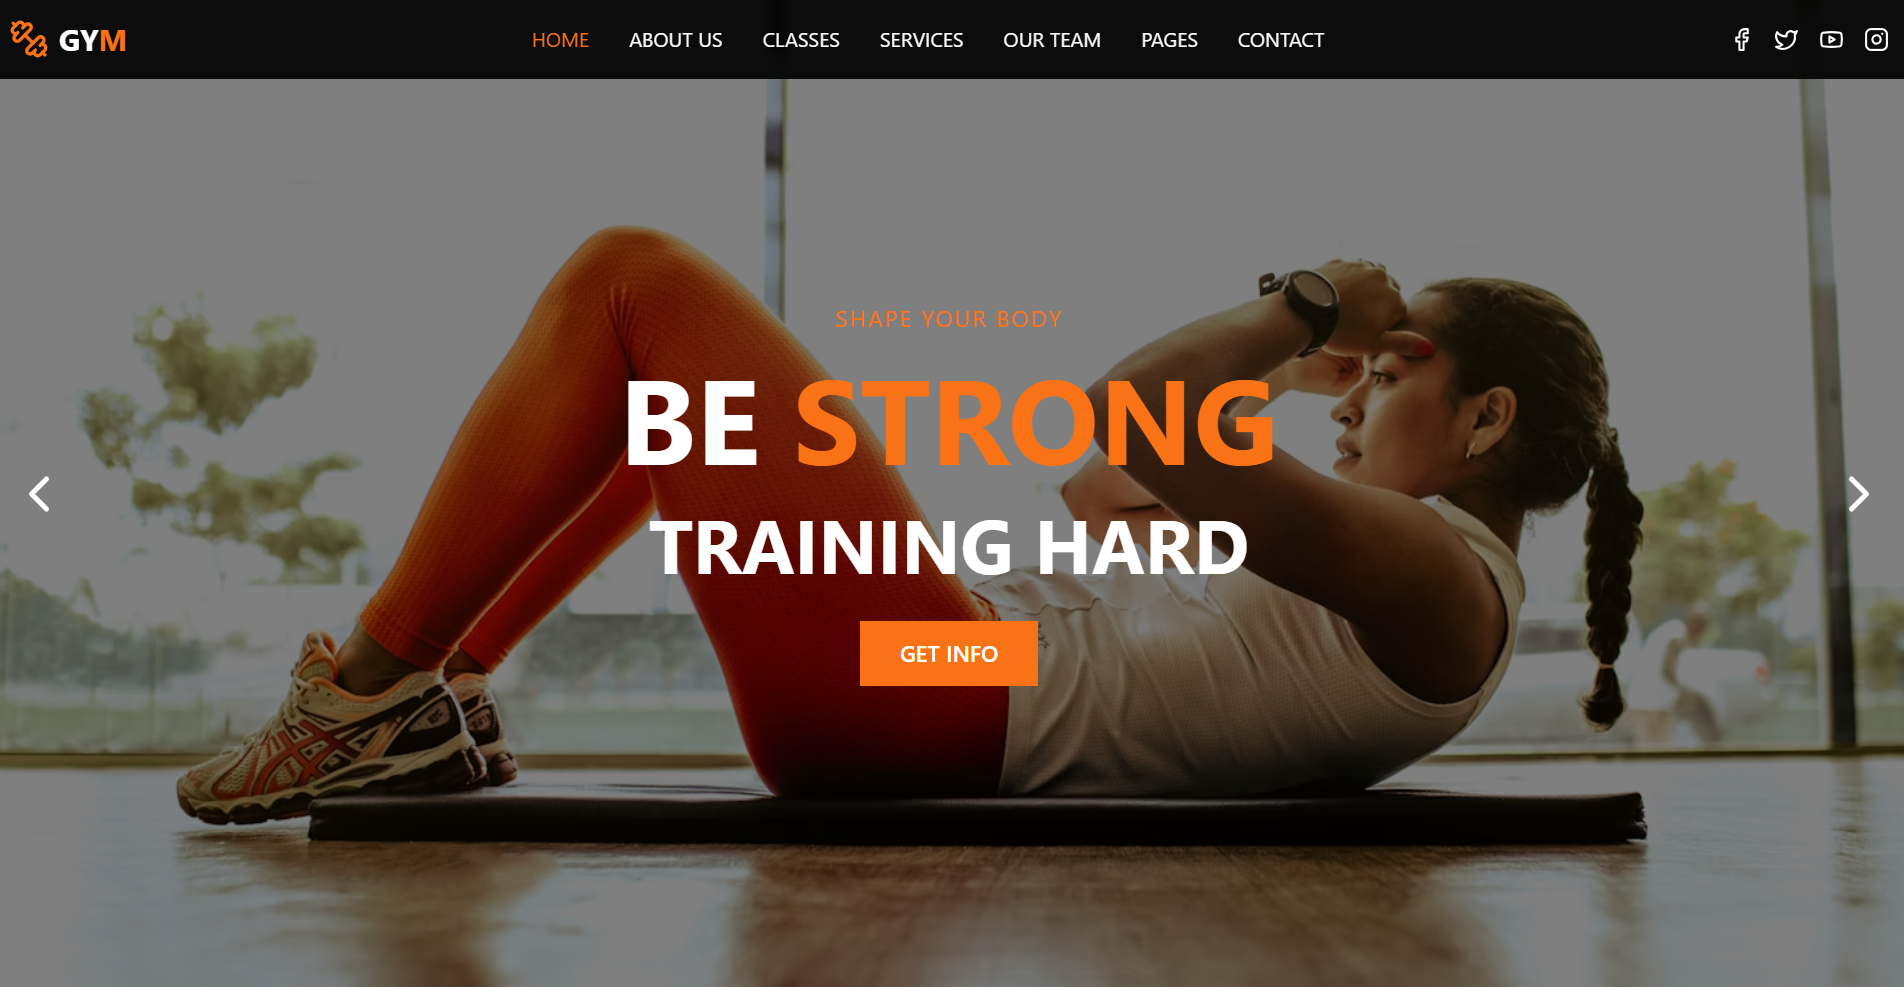 GYM
HOME ABOUT US CLASSES SERVICES OUR TEAM PAGES CONTACT
SHAPE YOUR BODY
BE STRONG
TRAINING HARD
GET INFO